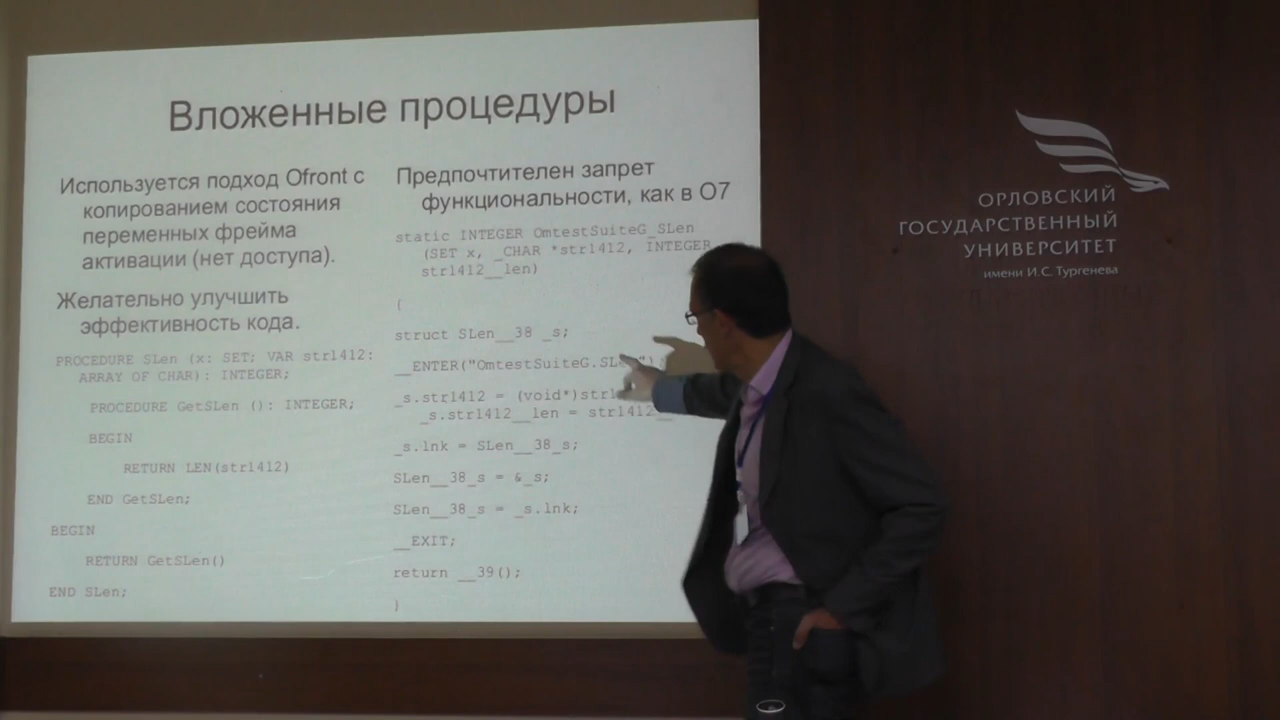 Вложенные процедуры
Используется подход Ofront с
копированием состояния
переменных фрейма
активации (нет доступа).
Желательно улучшить
эффективность кода.
PROCEDURE SLen (x: SET; VAR str1412:
ARRAY OF CHAR): INTEGER;
PROCEDURE GetSLen (): INTEGER;
BEGIN
RETURN LEN(str1412)
END GetSLen;
BEGIN
RETURN GetSLen()
END SLen;
Предпочтителен запрет
функциональности, как в О7
static INTEGER OmtestSuiteG_SLen
(SET x, _CHAR *str1412, INTEGER
str1412__len)
{
struct SLen__38 _s;
__ENTER("OmtestSuiteG.SLen")
_s.str1412 = (void*)str1
_s.str1412__len = str1412__
_s.lnk = SLen__38_s;
SLen__38_s = &_s;
SLen__38_s = _s.lnk;
__EXIT;
return __39();
}
ОРЛОВСКИЙ
ГОСУДАРСТВЕННЫЙ
УНИВЕРСИТЕТ
имени И.С. Тургенева